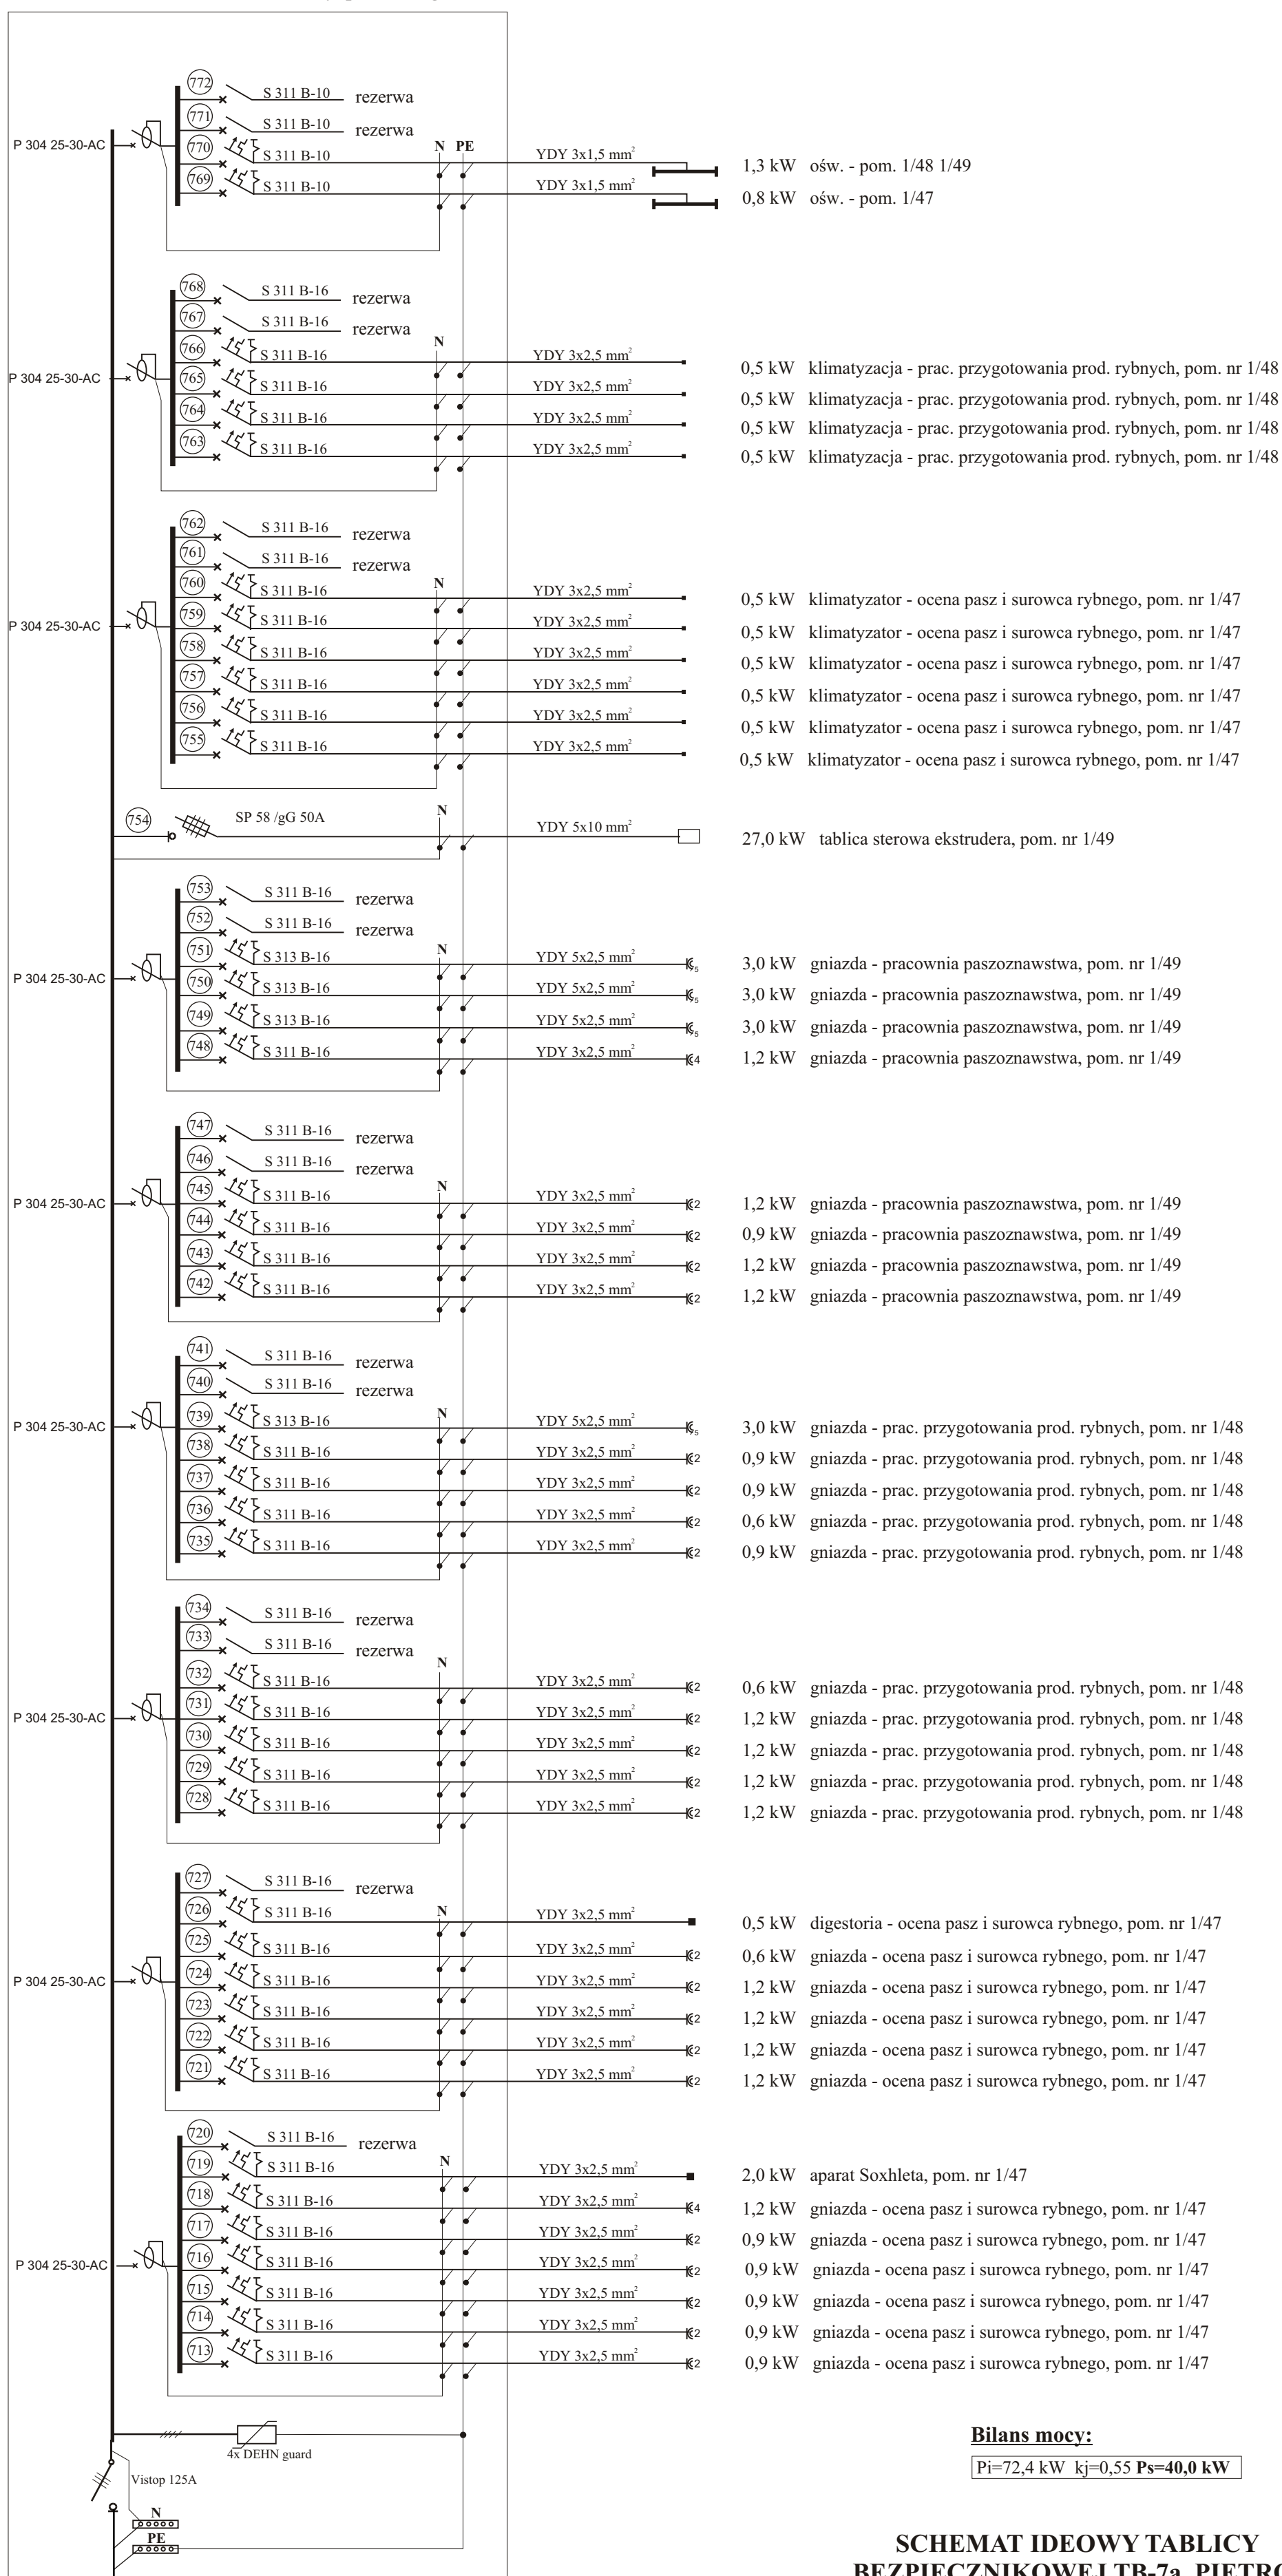 772 S 311 B-10 rezerwa
771 S 311 B-10 rezerwa
P 304 25-30-AC
N PE
770 S 311 B-10 YDY 3x1,5 mm² 1,3 kW ośw. - pom. 1/48 1/49
769 S 311 B-10 YDY 3x1,5 mm² 0,8 kW ośw. - pom. 1/47
768 S 311 B-16 rezerwa
767 S 311 B-16 rezerwa
N
766 S 311 B-16 YDY 3x2,5 mm² 0,5 kW klimatyzacja - prac. przygotowania prod. rybnych, pom. nr 1/48
P 304 25-30-AC
765 S 311 B-16 YDY 3x2,5 mm² 0,5 kW klimatyzacja - prac. przygotowania prod. rybnych, pom. nr 1/48
764 S 311 B-16 YDY 3x2,5 mm² 0,5 kW klimatyzacja - prac. przygotowania prod. rybnych, pom. nr 1/48
763 S 311 B-16 YDY 3x2,5 mm² 0,5 kW klimatyzacja - prac. przygotowania prod. rybnych, pom. nr 1/48
762 S 311 B-16 rezerwa
761 S 311 B-16 rezerwa
N
760 S 311 B-16 YDY 3x2,5 mm² 0,5 kW klimatyzator - ocena pasz i surowca rybnego, pom. nr 1/47
P 304 25-30-AC
759 S 311 B-16 YDY 3x2,5 mm² 0,5 kW klimatyzator - ocena pasz i surowca rybnego, pom. nr 1/47
758 S 311 B-16 YDY 3x2,5 mm² 0,5 kW klimatyzator - ocena pasz i surowca rybnego, pom. nr 1/47
757 S 311 B-16 YDY 3x2,5 mm² 0,5 kW klimatyzator - ocena pasz i surowca rybnego, pom. nr 1/47
756 S 311 B-16 YDY 3x2,5 mm² 0,5 kW klimatyzator - ocena pasz i surowca rybnego, pom. nr 1/47
755 S 311 B-16 YDY 3x2,5 mm² 0,5 kW klimatyzator - ocena pasz i surowca rybnego, pom. nr 1/47
N
754 SP 58 /gG 50A YDY 5x10 mm² 27,0 kW tablica sterowa ekstrudera, pom. nr 1/49
753 S 311 B-16 rezerwa
752 S 311 B-16 rezerwa
N
751 S 313 B-16 YDY 5x2,5 mm² 5 3,0 kW gniazda - pracownia paszoznawstwa, pom. nr 1/49
P 304 25-30-AC
750 S 313 B-16 YDY 5x2,5 mm² 5 3,0 kW gniazda - pracownia paszoznawstwa, pom. nr 1/49
749 S 313 B-16 YDY 5x2,5 mm² 5 3,0 kW gniazda - pracownia paszoznawstwa, pom. nr 1/49
748 S 311 B-16 YDY 3x2,5 mm² 4 1,2 kW gniazda - pracownia paszoznawstwa, pom. nr 1/49
747 S 311 B-16 rezerwa
746 S 311 B-16 rezerwa
N
P 304 25-30-AC
745 S 311 B-16 YDY 3x2,5 mm² 2 1,2 kW gniazda - pracownia paszoznawstwa, pom. nr 1/49
744 S 311 B-16 YDY 3x2,5 mm² 2 0,9 kW gniazda - pracownia paszoznawstwa, pom. nr 1/49
743 S 311 B-16 YDY 3x2,5 mm² 2 1,2 kW gniazda - pracownia paszoznawstwa, pom. nr 1/49
742 S 311 B-16 YDY 3x2,5 mm² 2 1,2 kW gniazda - pracownia paszoznawstwa, pom. nr 1/49
741 S 311 B-16 rezerwa
740 S 311 B-16 rezerwa
N
P 304 25-30-AC
739 S 313 B-16 YDY 5x2,5 mm² 5 3,0 kW gniazda - prac. przygotowania prod. rybnych, pom. nr 1/48
738 S 311 B-16 YDY 3x2,5 mm² 2 0,9 kW gniazda - prac. przygotowania prod. rybnych, pom. nr 1/48
737 S 311 B-16 YDY 3x2,5 mm² 2 0,9 kW gniazda - prac. przygotowania prod. rybnych, pom. nr 1/48
736 S 311 B-16 YDY 3x2,5 mm² 2 0,6 kW gniazda - prac. przygotowania prod. rybnych, pom. nr 1/48
735 S 311 B-16 YDY 3x2,5 mm² 2 0,9 kW gniazda - prac. przygotowania prod. rybnych, pom. nr 1/48
734 S 311 B-16 rezerwa
733 S 311 B-16 rezerwa
N
732 S 311 B-16 YDY 3x2,5 mm² 2 0,6 kW gniazda - prac. przygotowania prod. rybnych, pom. nr 1/48
P 304 25-30-AC
731 S 311 B-16 YDY 3x2,5 mm² 2 1,2 kW gniazda - prac. przygotowania prod. rybnych, pom. nr 1/48
730 S 311 B-16 YDY 3x2,5 mm² 2 1,2 kW gniazda - prac. przygotowania prod. rybnych, pom. nr 1/48
729 S 311 B-16 YDY 3x2,5 mm² 2 1,2 kW gniazda - prac. przygotowania prod. rybnych, pom. nr 1/48
728 S 311 B-16 YDY 3x2,5 mm² 2 1,2 kW gniazda - prac. przygotowania prod. rybnych, pom. nr 1/48
727 S 311 B-16 rezerwa
N
726 S 311 B-16 YDY 3x2,5 mm² 0,5 kW digestoria - ocena pasz i surowca rybnego, pom. nr 1/47
725 S 311 B-16 YDY 3x2,5 mm² 2 0,6 kW gniazda - ocena pasz i surowca rybnego, pom. nr 1/47
P 304 25-30-AC
724 S 311 B-16 YDY 3x2,5 mm² 2 1,2 kW gniazda - ocena pasz i surowca rybnego, pom. nr 1/47
723 S 311 B-16 YDY 3x2,5 mm² 2 1,2 kW gniazda - ocena pasz i surowca rybnego, pom. nr 1/47
722 S 311 B-16 YDY 3x2,5 mm² 2 1,2 kW gniazda - ocena pasz i surowca rybnego, pom. nr 1/47
721 S 311 B-16 YDY 3x2,5 mm² 2 1,2 kW gniazda - ocena pasz i surowca rybnego, pom. nr 1/47
720 S 311 B-16 rezerwa
N
719 S 311 B-16 YDY 3x2,5 mm² 2,0 kW aparat Soxhleta, pom. nr 1/47
718 S 311 B-16 YDY 3x2,5 mm² 4 1,2 kW gniazda - ocena pasz i surowca rybnego, pom. nr 1/47
717 S 311 B-16 YDY 3x2,5 mm² 2 0,9 kW gniazda - ocena pasz i surowca rybnego, pom. nr 1/47
P 304 25-30-AC
716 S 311 B-16 YDY 3x2,5 mm² 2 0,9 kW gniazda - ocena pasz i surowca rybnego, pom. nr 1/47
715 S 311 B-16 YDY 3x2,5 mm² 2 0,9 kW gniazda - ocena pasz i surowca rybnego, pom. nr 1/47
714 S 311 B-16 YDY 3x2,5 mm² 2 0,9 kW gniazda - ocena pasz i surowca rybnego, pom. nr 1/47
713 S 311 B-16 YDY 3x2,5 mm² 2 0,9 kW gniazda - ocena pasz i surowca rybnego, pom. nr 1/47
4x DEHN guard
Vistop 125A
N
PE
Bilans mocy:
Pi=72,4 kW kj=0,55 Ps=40,0 kW
SCHEMAT IDEOWY TABLICY
BEZPIECZNIKOWEJ TB-7a, PIĘTRO